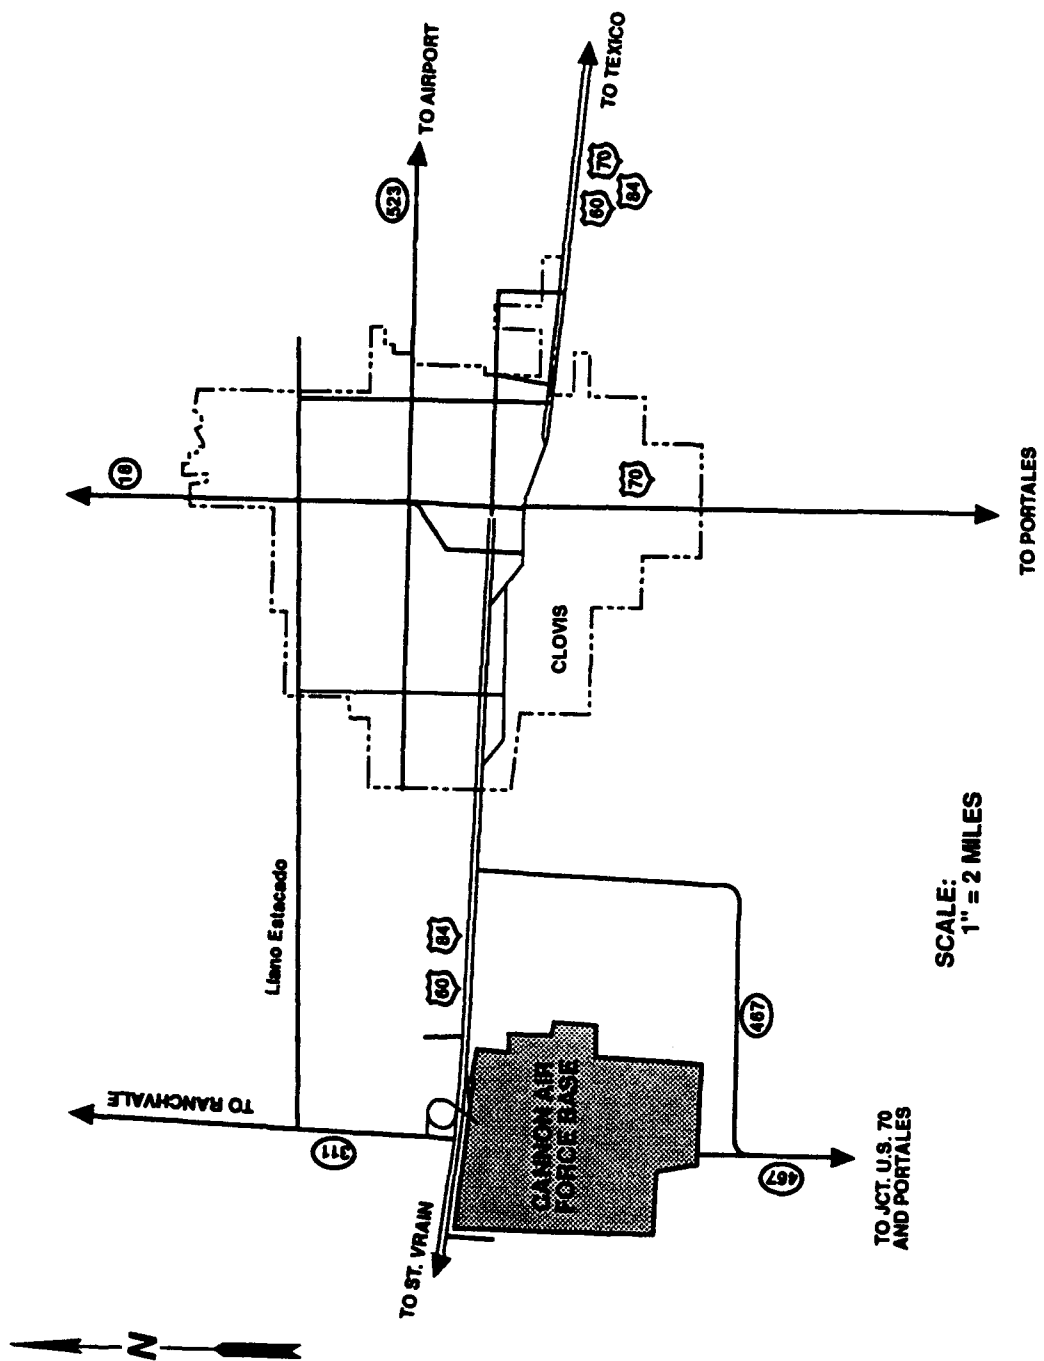 TO AIRPORT
TO TEXICO
523
70
60
84
18
70
TO PORTALES
CLOVIS
Llano Estacado
84
60
SCALE:
1" = 2 MILES
467
TO RANCHVALE
311
CANNON AIR
FORCE BASE
467
TO JCT. U.S. 70
AND PORTALES
TO ST. VRAIN
N